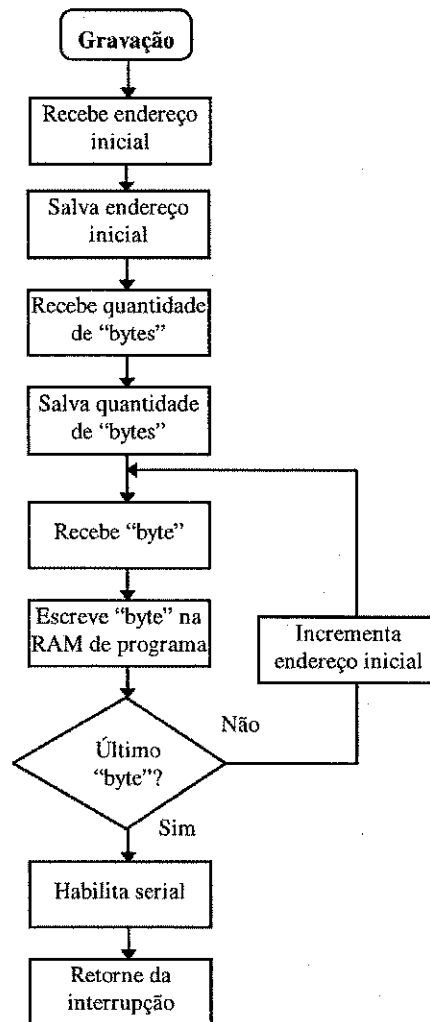 Gravação
Recebe endereço
inicial
Salva endereço
inicial
Recebe quantidade
de “bytes”
Salva quantidade
de “bytes”
Recebe “byte”
Escreve “byte” na
RAM de programa
Incrementa
endereço inicial
Não
Último
“byte”?
Sim
Habilita serial
Retorne da
interrupção